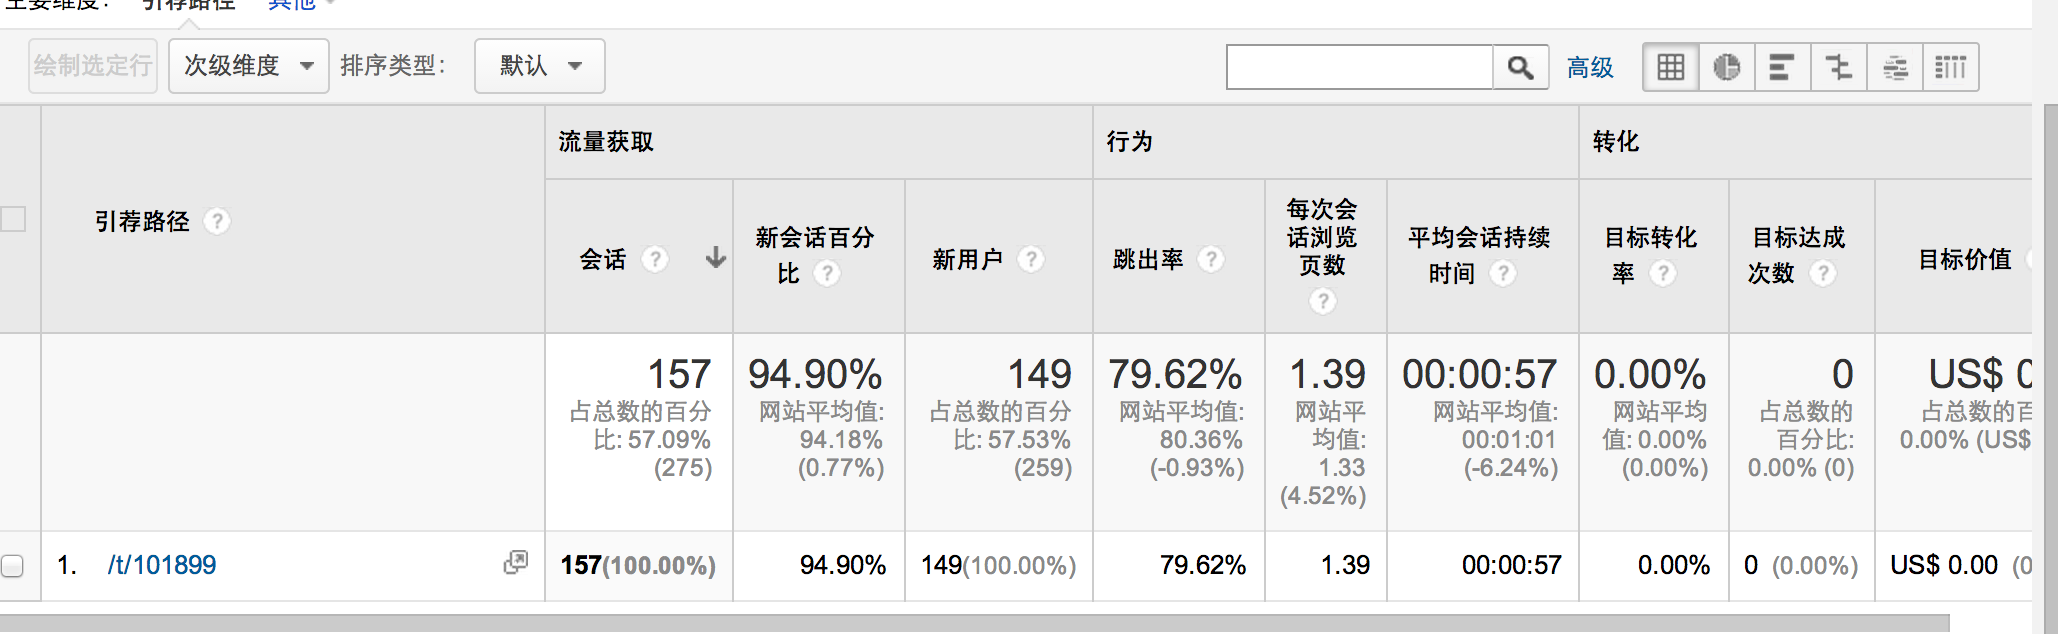 主要维度： 引荐路径 其他
绘制选定行 次级维度 排序类型： 默认 高级
流量获取 行为 转化
引荐路径 ?
会话 ?
新会话百分
比 ?
新用户 ?
跳出率 ?
每次会
话浏览
页数
?
平均会话持续
时间 ?
目标转化
率 ?
目标达成
次数 ?
目标价值
157
占总数的百分
比: 57.09%
(275)
94.90%
网站平均值:
94.18%
(0.77%)
149
占总数的百分
比: 57.53%
(259)
79.62%
网站平均值:
80.36%
(-0.93%)
1.39
网站平
均值:
1.33
(4.52%)
00:00:57
网站平均值:
00:01:01
(-6.24%)
0.00%
网站平均
值: 0.00%
(0.00%)
0
占总数的
百分比:
0.00% (0)
US$ 0
占总数的百
0.00% (US$
1. /t/101899 157(100.00%) 94.90% 149(100.00%) 79.62% 1.39 00:00:57 0.00% 0 (0.00%) US$ 0.00 (0